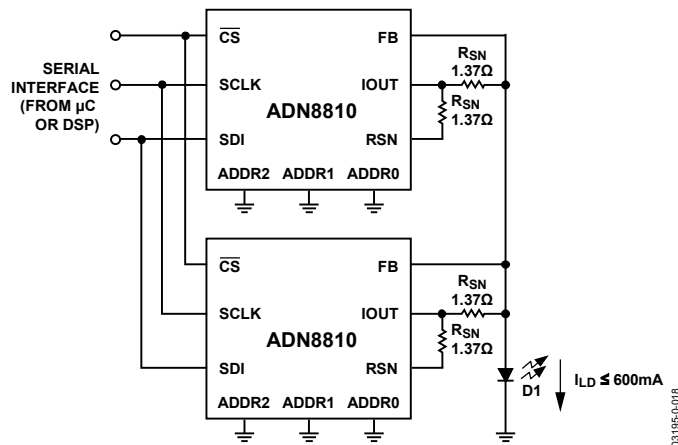 SERIAL
INTERFACE
(FROM µC
OR DSP)
CS
SCLK
SDI
ADN8810
FB
IOUT
RSN
ADDR2 ADDR1 ADDR0
RSN
1.37Ω
RSN
1.37Ω
CS
SCLK
SDI
ADN8810
FB
IOUT
RSN
ADDR2 ADDR1 ADDR0
RSN
1.37Ω
RSN
1.37Ω
D1
ILD ≤ 600mA
03195-0-018